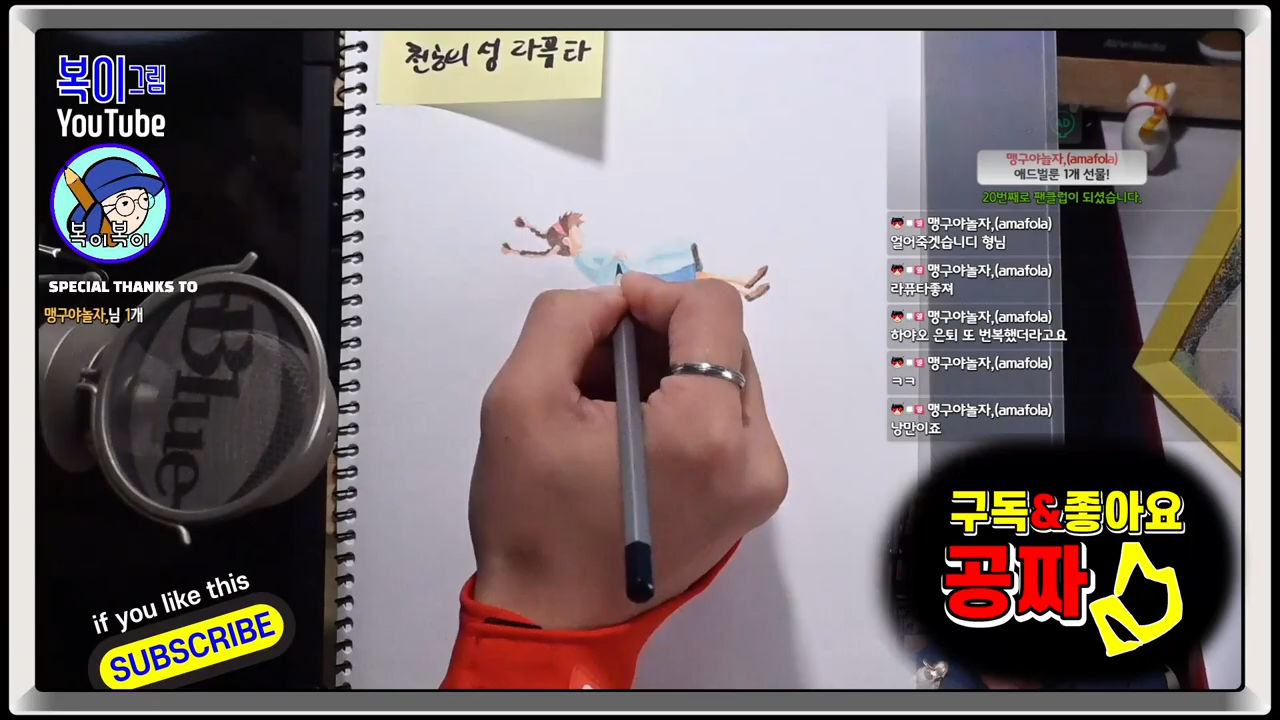 복이그림
YouTube
복이복이
SPECIAL THANKS TO
맹구야놀자,님 1개
Blue
if you like this
SUBSCRIBE
천공의 성 라퓨타
AVerMedia
AD
맹구야놀자,(amafola)
애드벌룬 1개 선물!
20번째로 팬클럽이 되셨습니다.
맹구야놀자,(amafola)
얼어죽겟습니디 형님
맹구야놀자,(amafola)
라퓨타좋져
맹구야놀자,(amafola)
하야오 은퇴 또 번복했더라고요
맹구야놀자,(amafola)
ㅋㅋ
맹구야놀자,(amafola)
낭만이죠
구독&좋아요
공짜